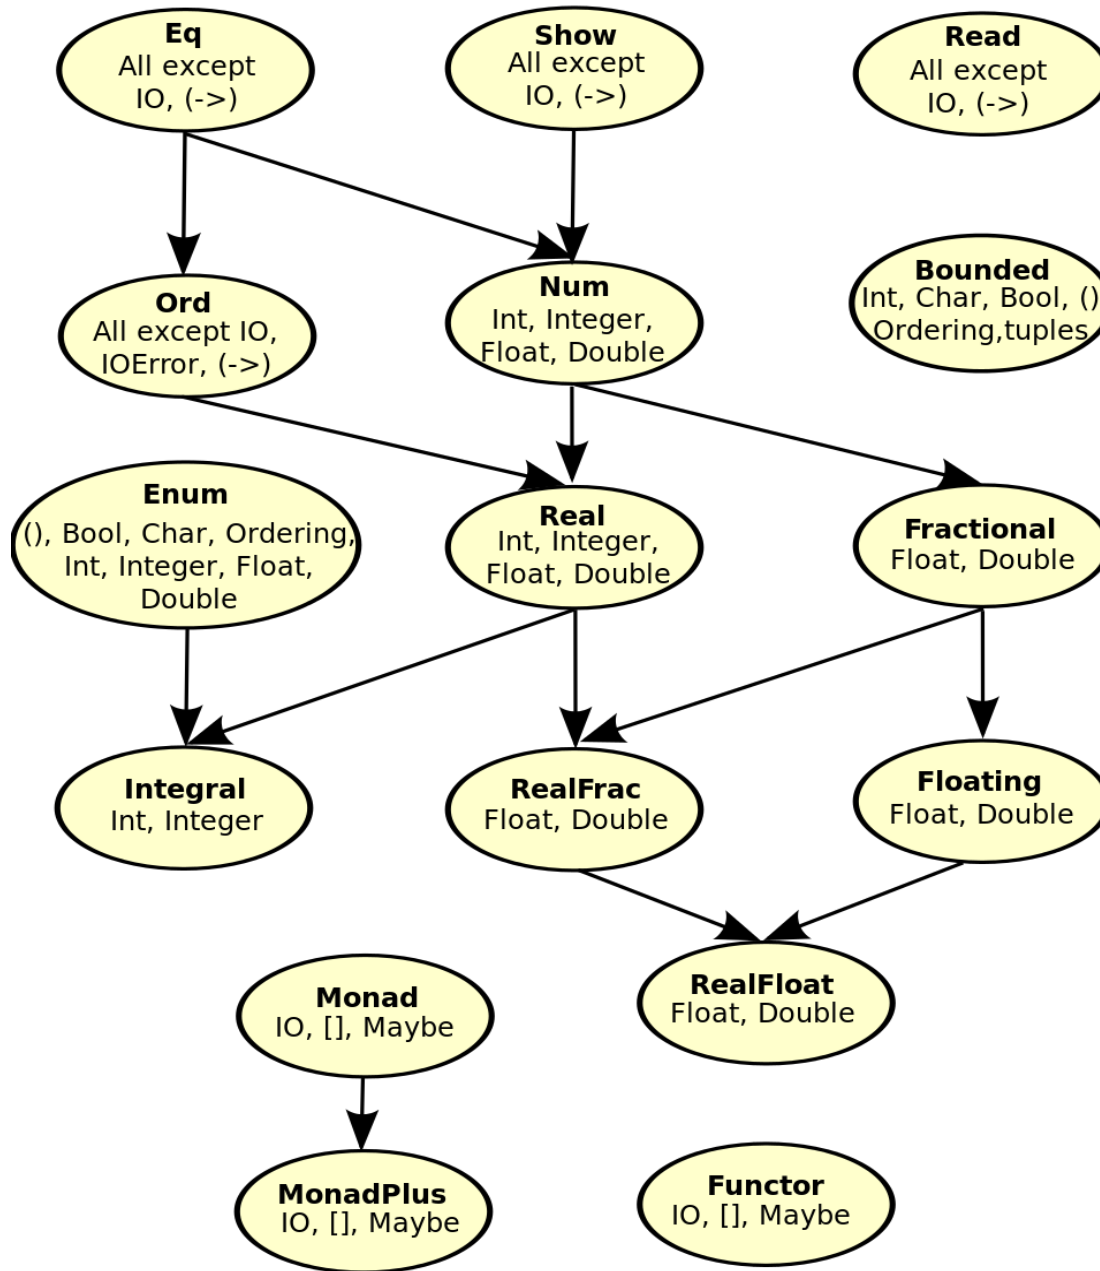 Eq
All except
IO, (->)
Show
All except
IO, (->)
Read
All except
IO, (->)
Ord
All except IO,
IOError, (->)
Num
Int, Integer,
Float, Double
Bounded
Int, Char, Bool, ()
Ordering,tuples
Enum
(), Bool, Char, Ordering,
Int, Integer, Float,
Double
Real
Int, Integer,
Float, Double
Fractional
Float, Double
Integral
Int, Integer
RealFrac
Float, Double
Floating
Float, Double
Monad
IO, [], Maybe
RealFloat
Float, Double
MonadPlus
IO, [], Maybe
Functor
IO, [], Maybe